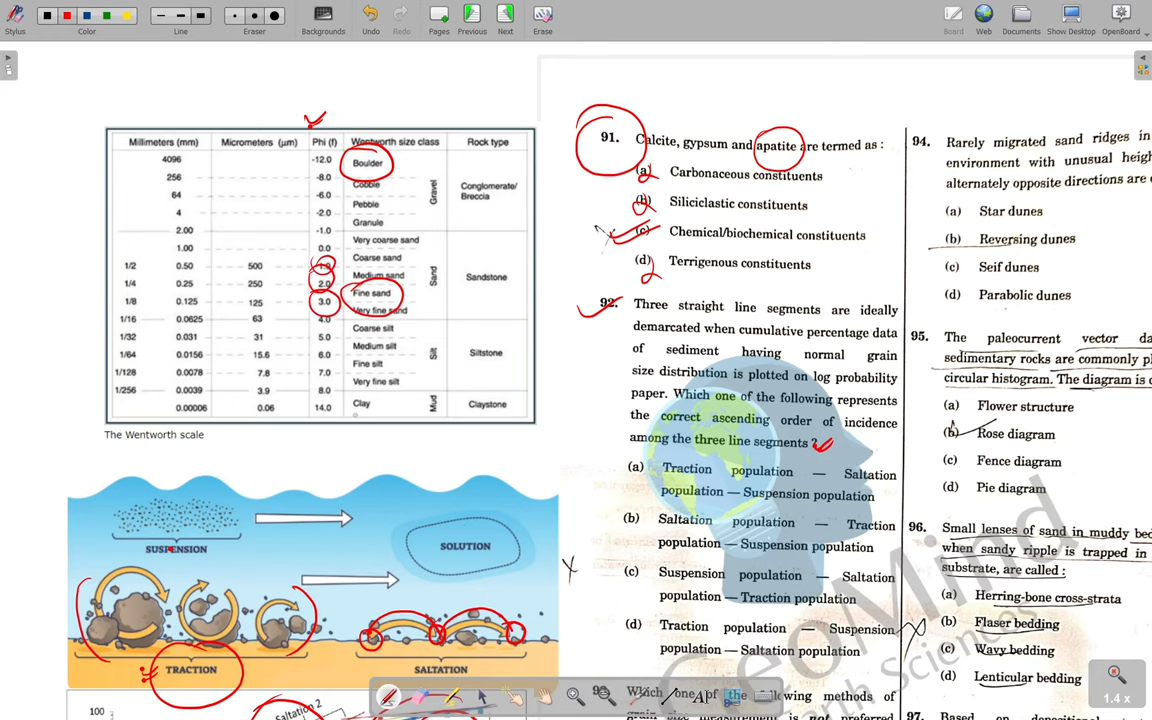 Stylus
Color
Line
Eraser
Backgrounds
Undo
Redo
Pages
Previous
Next
Erase
Board
Web
Documents
Show Desktop
OpenBoard
Millimeters (mm) Micrometers (µm) Phi (f) Wentworth size class Rock type
4096 -12.0 Boulder
256 -8.0 Cobble
64 -6.0 Pebble
4 -2.0 Granule
2.00 -1.0 Very coarse sand
1.00 0.0 Coarse sand
1/2 0.50 500 1.0 Medium sand
1/4 0.25 250 2.0 Fine sand
1/8 0.125 125 3.0 Very fine sand
1/16 0.0625 63 4.0 Coarse silt
1/32 0.031 31 5.0 Medium silt
1/64 0.0156 15.6 6.0 Fine silt
1/128 0.0078 7.8 7.0 Very fine silt
1/256 0.0039 3.9 8.0 Clay
0.00006 0.06 14.0
Gravel
Sand
Silt
Mud
Conglomerate/
Breccia
Sandstone
Siltstone
Claystone
The Wentworth scale
SUSPENSION
SOLUTION
TRACTION
SALTATION
100
Saltation 2
91. Calcite, gypsum and apatite are termed as :
(a) Carbonaceous constituents
(b) Siliciclastic constituents
(c) Chemical/biochemical constituents
(d) Terrigenous constituents
92. Three straight line segments are ideally
demarcated when cumulative percentage data
of sediment having normal grain
size distribution is plotted on log probability
paper. Which one of the following represents
the correct ascending order of incidence
among the three line segments ?
(a) Traction population — Saltation
population — Suspension population
(b) Saltation population — Traction
population — Suspension population
(c) Suspension population — Saltation
population — Traction population
(d) Traction population — Suspension
population — Saltation population
Which one of the following methods of
94. Rarely migrated sand ridges in
environment with unusual heigh
alternately opposite directions are
(a) Star dunes
(b) Reversing dunes
(c) Seif dunes
(d) Parabolic dunes
95. The paleocurrent vector da
sedimentary rocks are commonly pl
circular histogram. The diagram is
(a) Flower structure
(b) Rose diagram
(c) Fence diagram
(d) Pie diagram
96. Small lenses of sand in muddy bed
when sandy ripple is trapped in
substrate, are called :
(a) Herring-bone cross-strata
(b) Flaser bedding
(c) Wavy bedding
(d) Lenticular bedding
97. Based on
GeoMind
Earth Sciences
1.4 x